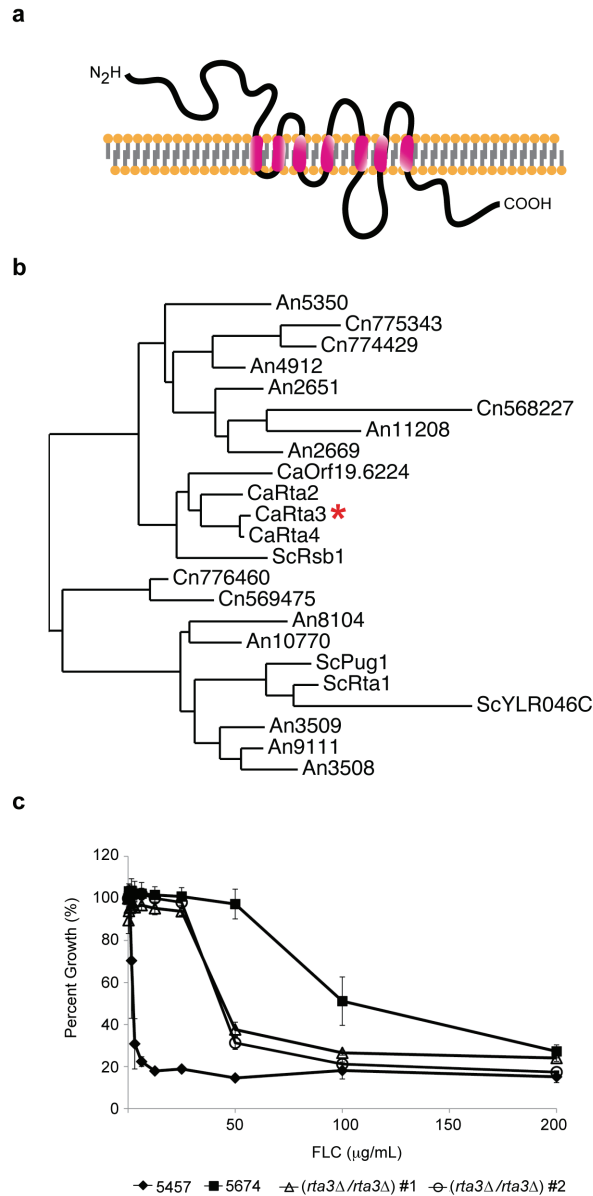 a
N2H
COOH
b
An5350
Cn775343
Cn774429
An4912
An2651
Cn568227
An11208
An2669
CaOrf19.6224
CaRta2
CaRta3 *
CaRta4
ScRsb1
Cn776460
Cn569475
An8104
An10770
ScPug1
ScRta1
ScYLR046C
An3509
An9111
An3508
c
Percent Growth (%)
120
100
80
60
40
20
0
50
100
150
200
FLC (µg/mL)
5457 5674 (rta3Δ/rta3Δ) #1 (rta3Δ/rta3Δ) #2